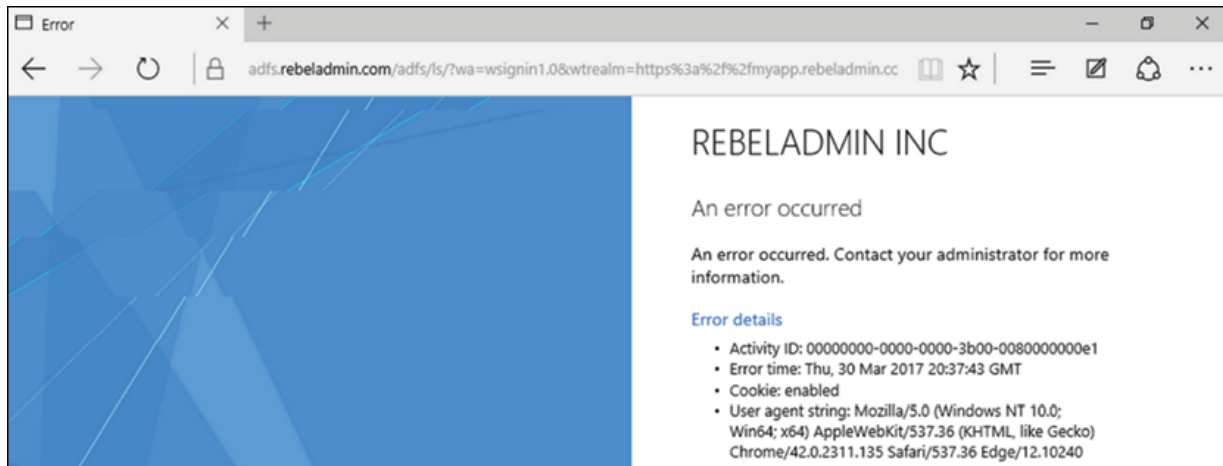 Error
adfs.rebeladmin.com/adfs/ls/?wa=wsignin1.0&wtrealm=https%3a%2f%2fmyapp.rebeladmin.cc
REBELADMIN INC
An error occurred
An error occurred. Contact your administrator for more
information.
Error details
• Activity ID: 00000000-0000-0000-3b00-0080000000e1
• Error time: Thu, 30 Mar 2017 20:37:43 GMT
• Cookie: enabled
• User agent string: Mozilla/5.0 (Windows NT 10.0;
Win64; x64) AppleWebKit/537.36 (KHTML, like Gecko)
Chrome/42.0.2311.135 Safari/537.36 Edge/12.10240